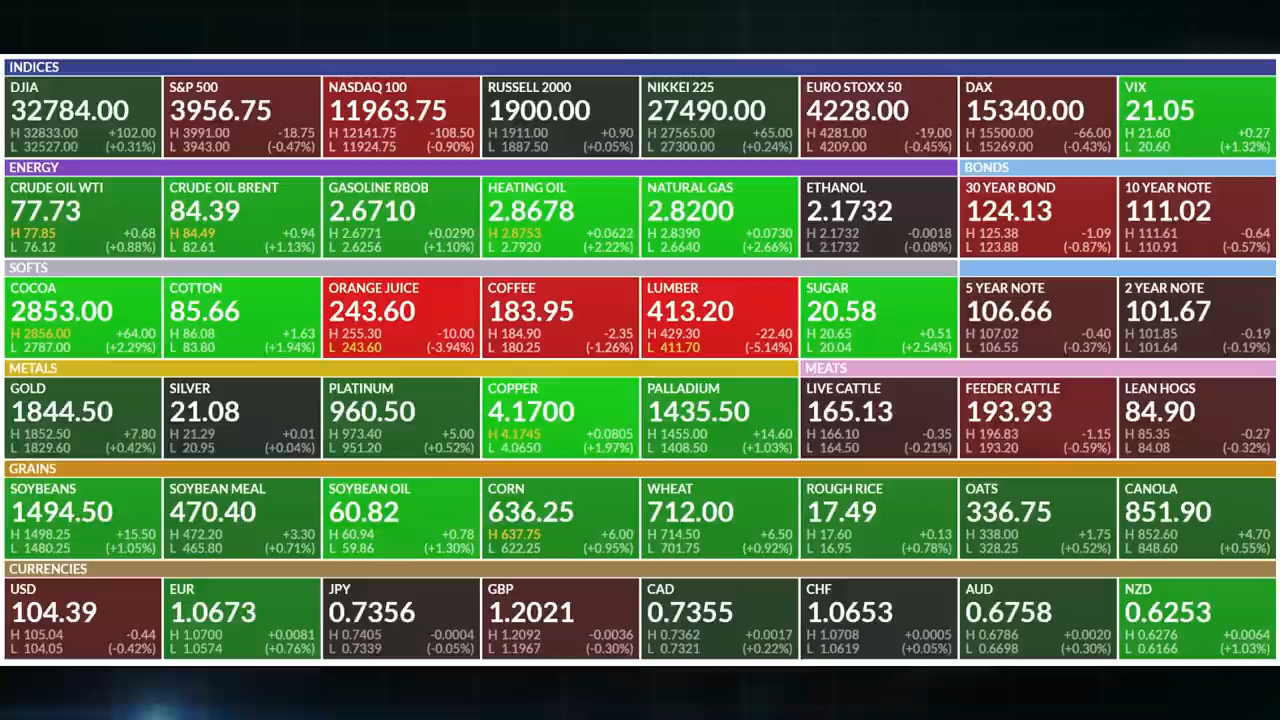 INDICES
DJIA S&P 500 NASDAQ 100 RUSSELL 2000 NIKKEI 225 EURO STOXX 50 DAX VIX
32784.00 3956.75 11963.75 1900.00 27490.00 4228.00 15340.00 21.05
H 32833.00 +102.00 H 3991.00 -18.75 H 12141.75 -108.50 H 1911.00 +0.90 H 27565.00 +65.00 H 4281.00 -19.00 H 15500.00 -66.00 H 21.60 +0.27
L 32527.00 (+0.31%) L 3943.00 (-0.47%) L 11924.75 (-0.90%) L 1887.50 (+0.05%) L 27300.00 (+0.24%) L 4209.00 (-0.45%) L 15269.00 (-0.43%) L 20.60 (+1.32%)
ENERGY BONDS
CRUDE OIL WTI CRUDE OIL BRENT GASOLINE RBOB HEATING OIL NATURAL GAS ETHANOL 30 YEAR BOND 10 YEAR NOTE
77.73 84.39 2.6710 2.8678 2.8200 2.1732 124.13 111.02
H 77.85 +0.68 H 84.49 +0.94 H 2.6771 +0.0290 H 2.8753 +0.0622 H 2.8390 +0.0730 H 2.1732 -0.0018 H 125.38 -1.09 H 111.61 -0.64
L 76.12 (+0.88%) L 82.61 (+1.13%) L 2.6256 (+1.10%) L 2.7920 (+2.22%) L 2.6640 (+2.66%) L 2.1732 (-0.08%) L 123.88 (-0.87%) L 110.91 (-0.57%)
SOFTS
COCOA COTTON ORANGE JUICE COFFEE LUMBER SUGAR 5 YEAR NOTE 2 YEAR NOTE
2853.00 85.66 243.60 183.95 413.20 20.58 106.66 101.67
H 2856.00 +64.00 H 86.08 +1.63 H 255.30 -10.00 H 184.90 -2.35 H 429.30 -22.40 H 20.65 +0.51 H 107.02 -0.40 H 101.85 -0.19
L 2787.00 (+2.29%) L 83.80 (+1.94%) L 243.60 (-3.94%) L 180.25 (-1.26%) L 411.70 (-5.14%) L 20.04 (+2.54%) L 106.55 (-0.37%) L 101.64 (-0.19%)
METALS MEATS
GOLD SILVER PLATINUM COPPER PALLADIUM LIVE CATTLE FEEDER CATTLE LEAN HOGS
1844.50 21.08 960.50 4.1700 1435.50 165.13 193.93 84.90
H 1852.50 +7.80 H 21.29 +0.01 H 973.40 +5.00 H 4.1745 +0.0805 H 1455.00 +14.60 H 166.10 -0.35 H 196.83 -1.15 H 85.35 -0.27
L 1829.60 (+0.42%) L 20.95 (+0.04%) L 951.20 (+0.52%) L 4.0650 (+1.97%) L 1408.50 (+1.03%) L 164.50 (-0.21%) L 193.20 (-0.59%) L 84.08 (-0.32%)
GRAINS
SOYBEANS SOYBEAN MEAL SOYBEAN OIL CORN WHEAT ROUGH RICE OATS CANOLA
1494.50 470.40 60.82 636.25 712.00 17.49 336.75 851.90
H 1498.25 +15.50 H 472.20 +3.30 H 60.94 +0.78 H 637.75 +6.00 H 714.50 +6.50 H 17.60 +0.13 H 338.00 +1.75 H 852.60 +4.70
L 1480.25 (+1.05%) L 465.80 (+0.71%) L 59.86 (+1.30%) L 622.25 (+0.95%) L 701.75 (+0.92%) L 16.95 (+0.78%) L 328.25 (+0.52%) L 848.60 (+0.55%)
CURRENCIES
USD EUR JPY GBP CAD CHF AUD NZD
104.39 1.0673 0.7356 1.2021 0.7355 1.0653 0.6758 0.6253
H 105.04 -0.44 H 1.0700 +0.0081 H 0.7405 -0.0004 H 1.2092 -0.0036 H 0.7362 +0.0017 H 1.0708 +0.0005 H 0.6786 +0.0020 H 0.6276 +0.0064
L 104.05 (-0.42%) L 1.0574 (+0.76%) L 0.7339 (-0.05%) L 1.1967 (-0.30%) L 0.7321 (+0.22%) L 1.0619 (+0.05%) L 0.6698 (+0.30%) L 0.6166 (+1.03%)